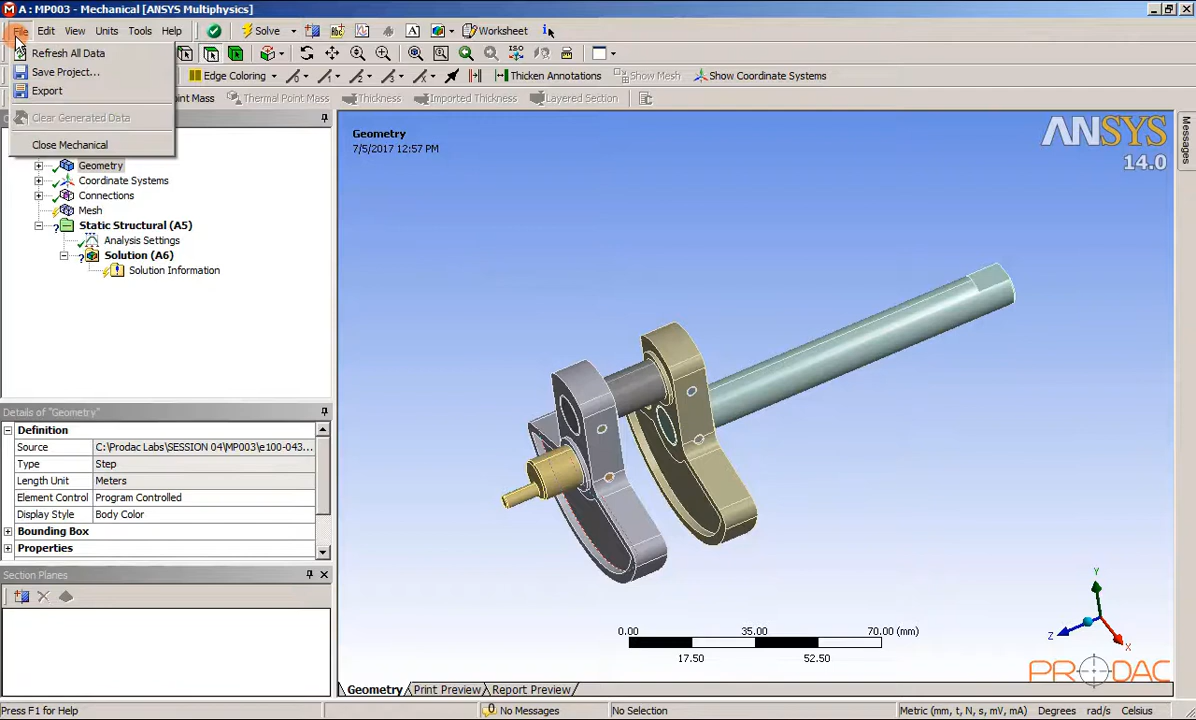 A : MP003 - Mechanical [ANSYS Multiphysics]
File Edit View Units Tools Help Solve Worksheet
Refresh All Data
Save Project...
Export
Clear Generated Data
Close Mechanical
Edge Coloring Thicken Annotations Show Mesh Show Coordinate Systems
Point Mass Thermal Point Mass Thickness Imported Thickness Layered Section
Geometry
Coordinate Systems
Connections
Mesh
Static Structural (A5)
Analysis Settings
Solution (A6)
Solution Information
Details of "Geometry"
Definition
Source C:\Prodac Labs\SESSION 04\MP003\e100-043...
Type Step
Length Unit Meters
Element Control Program Controlled
Display Style Body Color
Bounding Box
Properties
Section Planes
Geometry
7/5/2017 12:57 PM
ANSYS
14.0
Messages
0.00 35.00 70.00 (mm)
17.50 52.50
Y
Z
X
PRODAC
Geometry Print Preview Report Preview
Press F1 for Help No Messages No Selection Metric (mm, t, N, s, mV, mA) Degrees rad/s Celsius